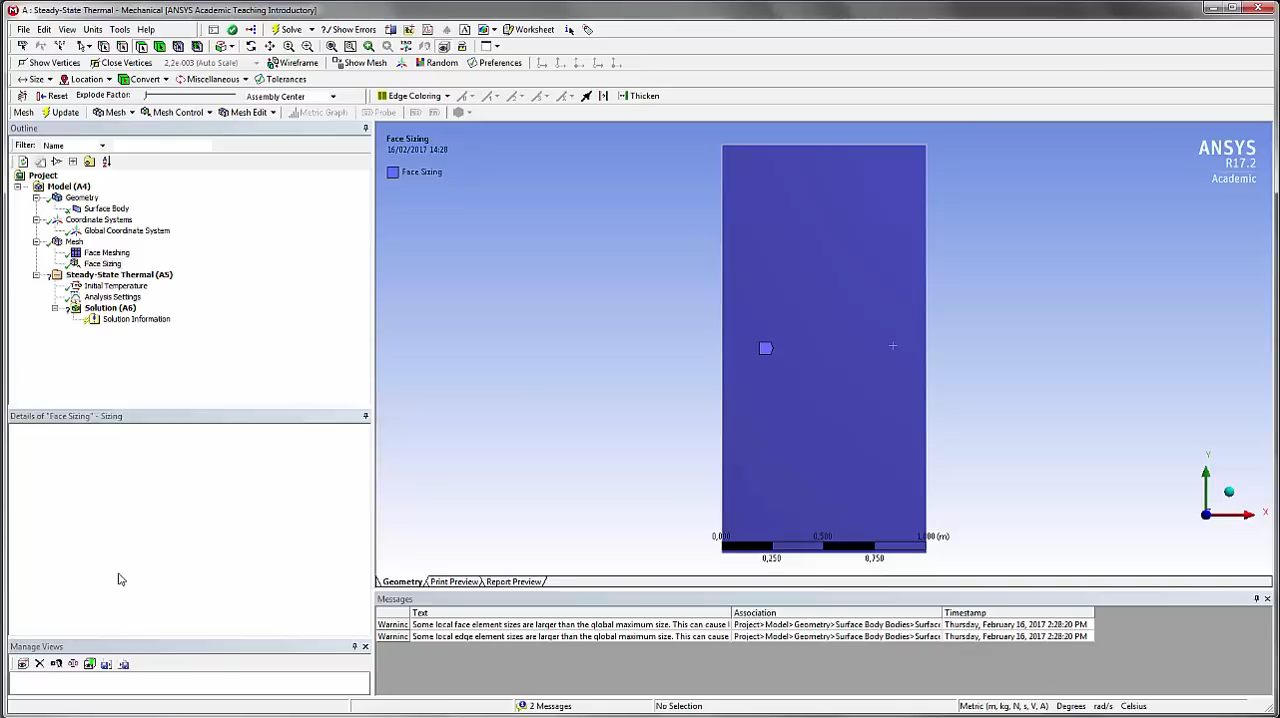 A : Steady-State Thermal - Mechanical [ANSYS Academic Teaching Introductory]
File Edit View Units Tools Help Solve ?/ Show Errors Worksheet
Show Vertices Close Vertices 2,2e-003 (Auto Scale) Wireframe Show Mesh Random Preferences
Size Location Convert Miscellaneous Tolerances
Reset Explode Factor: Assembly Center Edge Coloring Thicken
Mesh Update Mesh Mesh Control Mesh Edit Metric Graph Probe
Outline
Filter: Name
Project
Model (A4)
Geometry
Surface Body
Coordinate Systems
Global Coordinate System
Mesh
Face Meshing
Face Sizing
Steady-State Thermal (A5)
Initial Temperature
Analysis Settings
Solution (A6)
Solution Information
Details of "Face Sizing" - Sizing
Manage Views
Face Sizing
16/02/2017 14:28
Face Sizing
ANSYS
R17.2
Academic
Y
X
0,500
(m)
0,250 0,750
Geometry Print Preview Report Preview
Messages
Text Association Timestamp
Warninc Some local face element sizes are larger than the global maximum size. This can cause Project>Model>Geometry>Surface Body Bodies>Surface Thursday, February 16, 2017 2:28:20 PM
Warninc Some local edge element sizes are larger than the global maximum size. This can cause Project>Model>Geometry>Surface Body Bodies>Surface Thursday, February 16, 2017 2:28:20 PM
2 Messages No Selection Metric (m, kg, N, s, V, A) Degrees rad/s Celsius